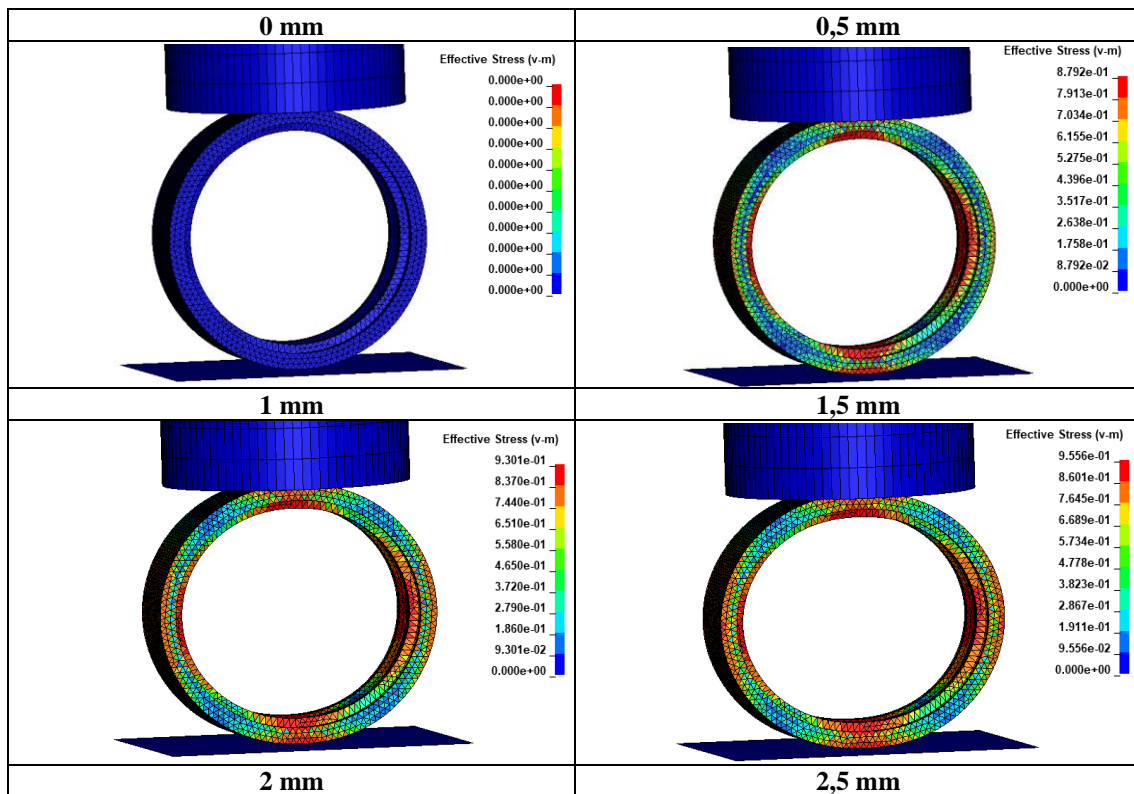 0 mm
0,5 mm
Effective Stress (v-m)
0.000e+00
0.000e+00
0.000e+00
0.000e+00
0.000e+00
0.000e+00
0.000e+00
0.000e+00
0.000e+00
0.000e+00
0.000e+00
Effective Stress (v-m)
8.792e-01
7.913e-01
7.034e-01
6.155e-01
5.275e-01
4.396e-01
3.517e-01
2.638e-01
1.758e-01
8.792e-02
0.000e+00
1 mm
1,5 mm
Effective Stress (v-m)
9.301e-01
8.370e-01
7.440e-01
6.510e-01
5.580e-01
4.650e-01
3.720e-01
2.790e-01
1.860e-01
9.301e-02
0.000e+00
Effective Stress (v-m)
9.556e-01
8.601e-01
7.645e-01
6.689e-01
5.734e-01
4.778e-01
3.823e-01
2.867e-01
1.911e-01
9.556e-02
0.000e+00
2 mm
2,5 mm